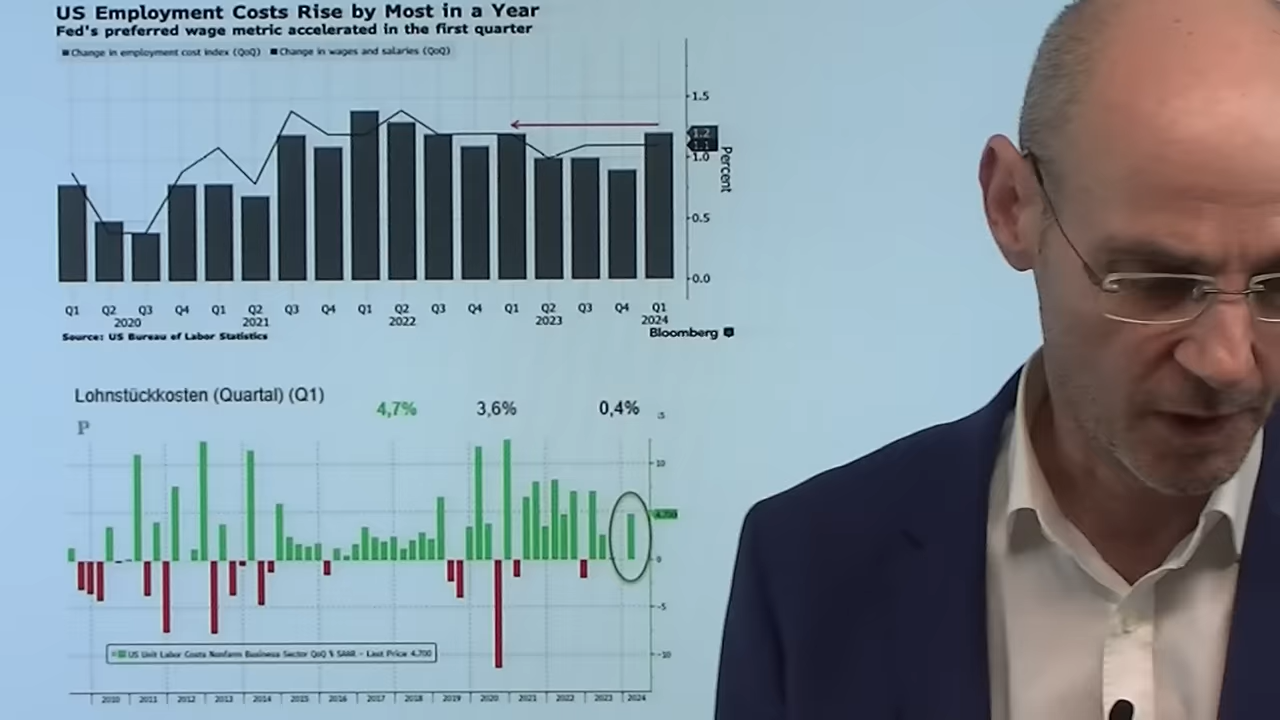 US Employment Costs Rise by Most in a Year
Fed's preferred wage metric accelerated in the first quarter
Change in employment cost index (QoQ) Change in wages and salaries (QoQ)
1.5
1.2
1.1
1.0
0.5
0.0
Percent
Q1 Q2 Q3 Q4 Q1 Q2 Q3 Q4 Q1 Q2 Q3 Q4 Q1 Q2 Q3 Q4 Q1
2020 2021 2022 2023 2024
Source: US Bureau of Labor Statistics
Bloomberg
Lohnstückkosten (Quartal) (Q1)
4,7% 3,6% 0,4%
P
10
4.700
0
-5
-10
US Unit Labor Costs Nonfarm Business Sector QoQ % SAAR - Last Price 4.700
2010 2011 2012 2013 2014 2015 2016 2017 2018 2019 2020 2021 2022 2023 2024